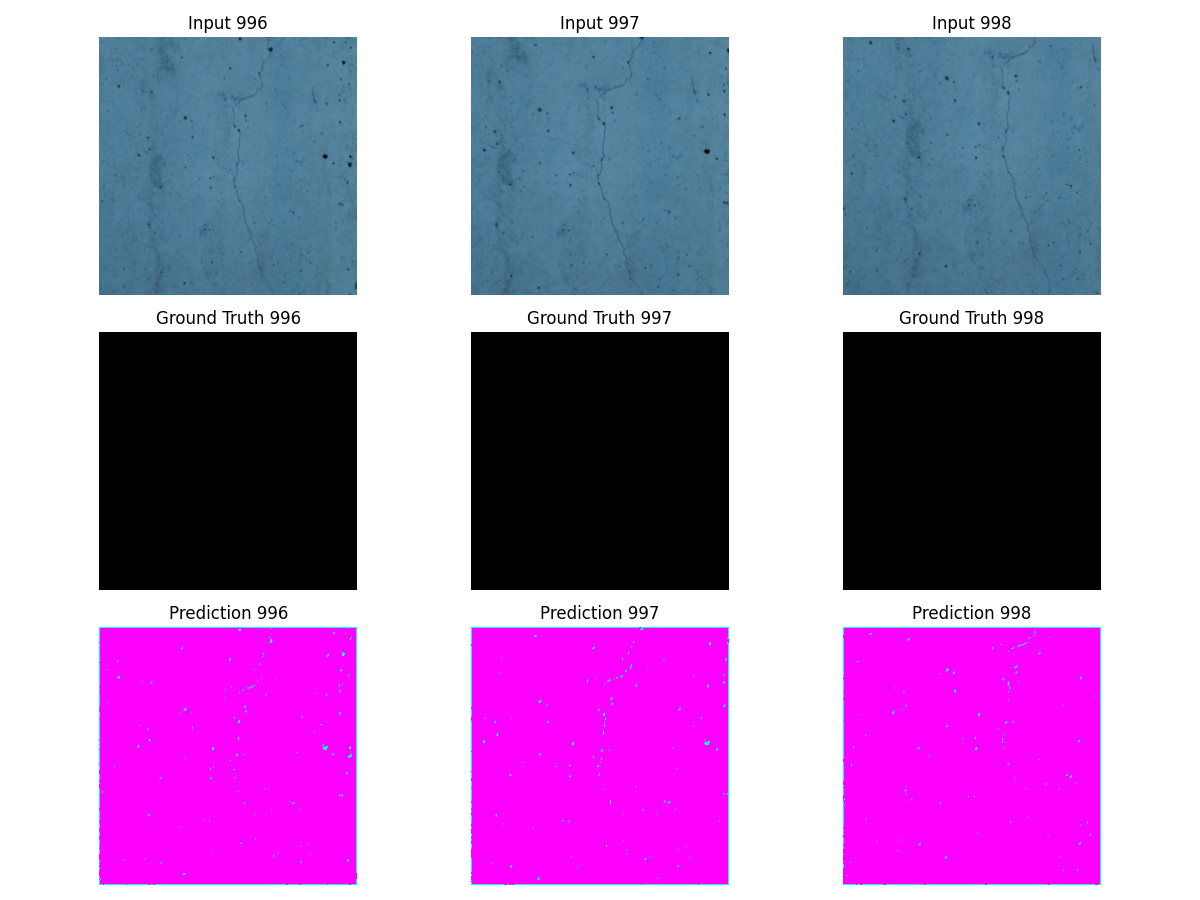 Input 996
Input 997
Input 998
Ground Truth 996
Ground Truth 997
Ground Truth 998
Prediction 996
Prediction 997
Prediction 998